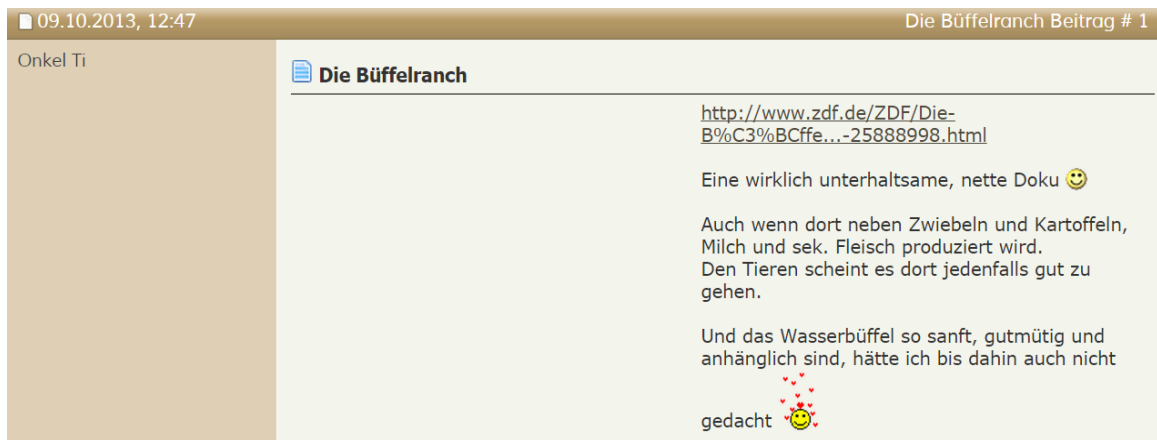 09.10.2013, 12:47
Die Büffelranch Beitrag # 1
Onkel Ti
Die Büffelranch
http://www.zdf.de/ZDF/Die-
B%C3%BCffe...-25888998.html
Eine wirklich unterhaltsame, nette Doku
Auch wenn dort neben Zwiebeln und Kartoffeln,
Milch und sek. Fleisch produziert wird.
Den Tieren scheint es dort jedenfalls gut zu
gehen.
Und das Wasserbüffel so sanft, gutmütig und
anhänglich sind, hätte ich bis dahin auch nicht
gedacht